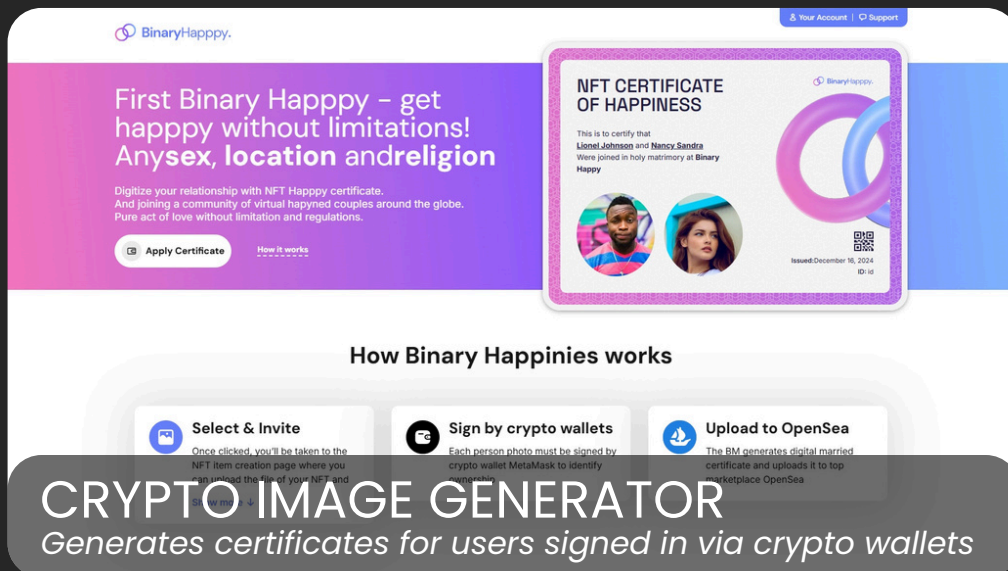 Your Account | Support
BinaryHapppy.
First Binary Happpy – get
happpy without limitations!
Anysex, location andreligion
Digitize your relationship with NFT Happpy certificate.
And joining a community of virtual hapyned couples around the globe.
Pure act of love without limitation and regulations.
Apply Certificate
How it works
NFT CERTIFICATE
OF HAPPINESS
BinaryHapppy.
This is to certify that
Lionel Johnson and Nancy Sandra
Were joined in holy matrimony at Binary
Happy
Issued:December 16, 2024
ID: id
How Binary Happinies works
Select & Invite
Once clicked, you'll be taken to the
NFT item creation page where you
can upload the file of your NFT and
Show more ↓
Sign by crypto wallets
Each person photo must be signed by
crypto wallet MetaMask to identify
ownership
Upload to OpenSea
The BM generates digital married
certificate and uploads it to top
marketplace OpenSea
CRYPTO IMAGE GENERATOR
Generates certificates for users signed in via crypto wallets